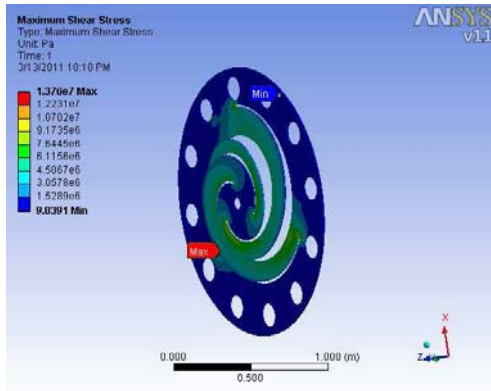 Maximum Shear Stress
Type: Maximum Shear Stress
Unit: Pa
Time: 1
3/13/2011 10:10 PM
ANSYS
v11
1.376e7 Max
1.2231e7
1.0702e7
9.1735e6
7.6445e6
6.1156e6
4.5867e6
3.0578e6
1.5289e6
9.0391 Min
Min
Max
0.000
1.000 (m)
0.500
X
Z